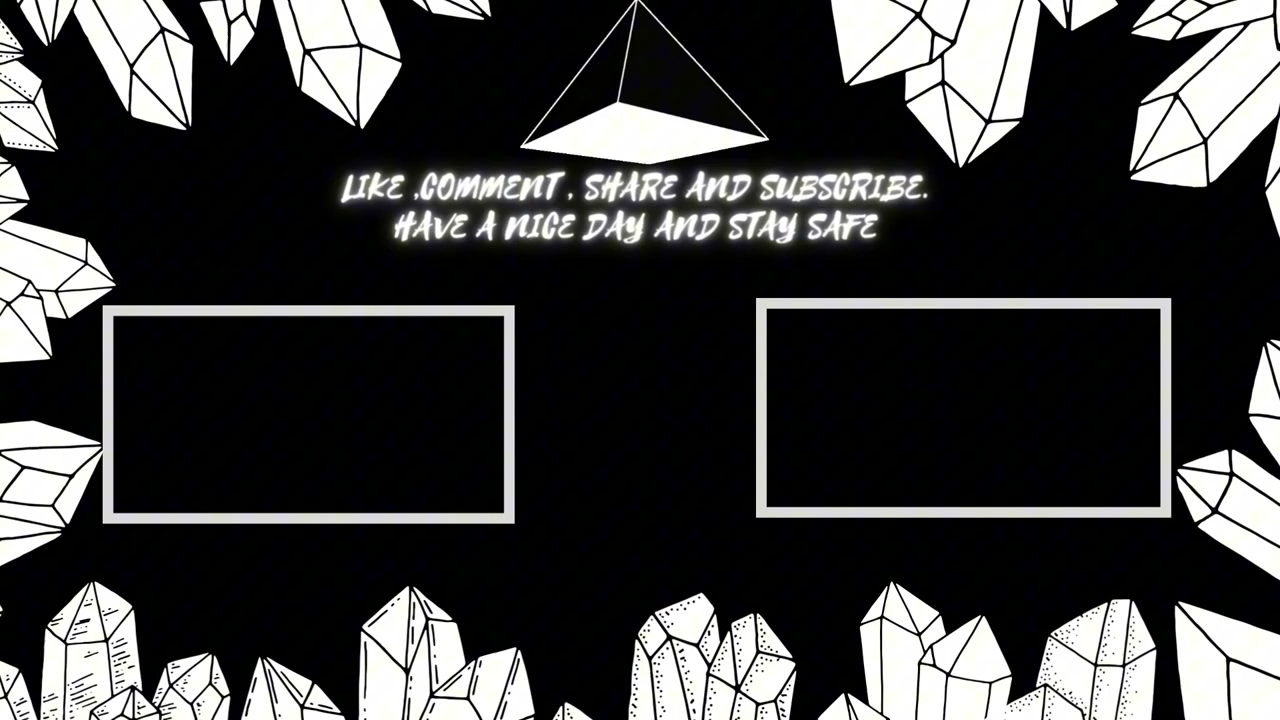 LIKE ,COMMENT , SHARE AND SUBSCRIBE.
HAVE A NICE DAY AND STAY SAFE